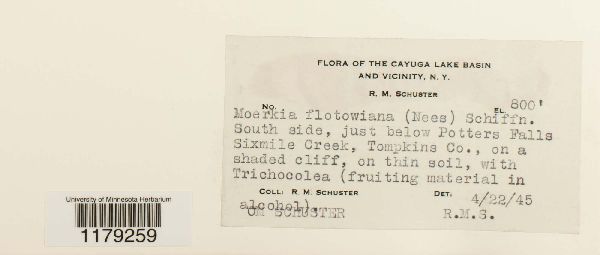 FLORA OF THE CAYUGA LAKE BASIN
AND VICINITY, N. Y.
R. M. SCHUSTER
NO. EL. 800'
Moerkia flotowiana (Nees) Schiffn.
South side, just below Potters Falls
Sixmile Creek, Tompkins Co., on a
shaded cliff, on thin soil, with
Trichocolea (fruiting material in
COLL: R. M. SCHUSTER DET: 4/22/45
alcohol).
OM SCHUSTER R.M.S.
University of Minnesota Herbarium
1179259